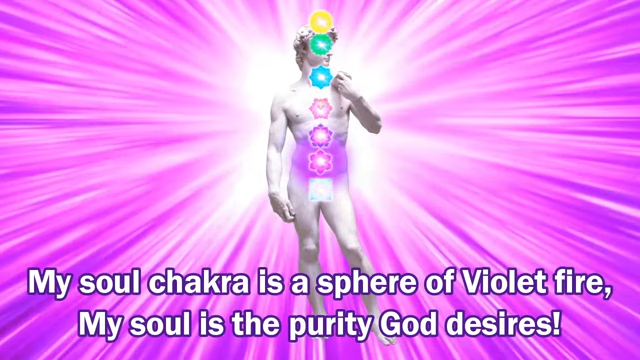 My soul chakra is a sphere of Violet fire,
My soul is the purity God desires!